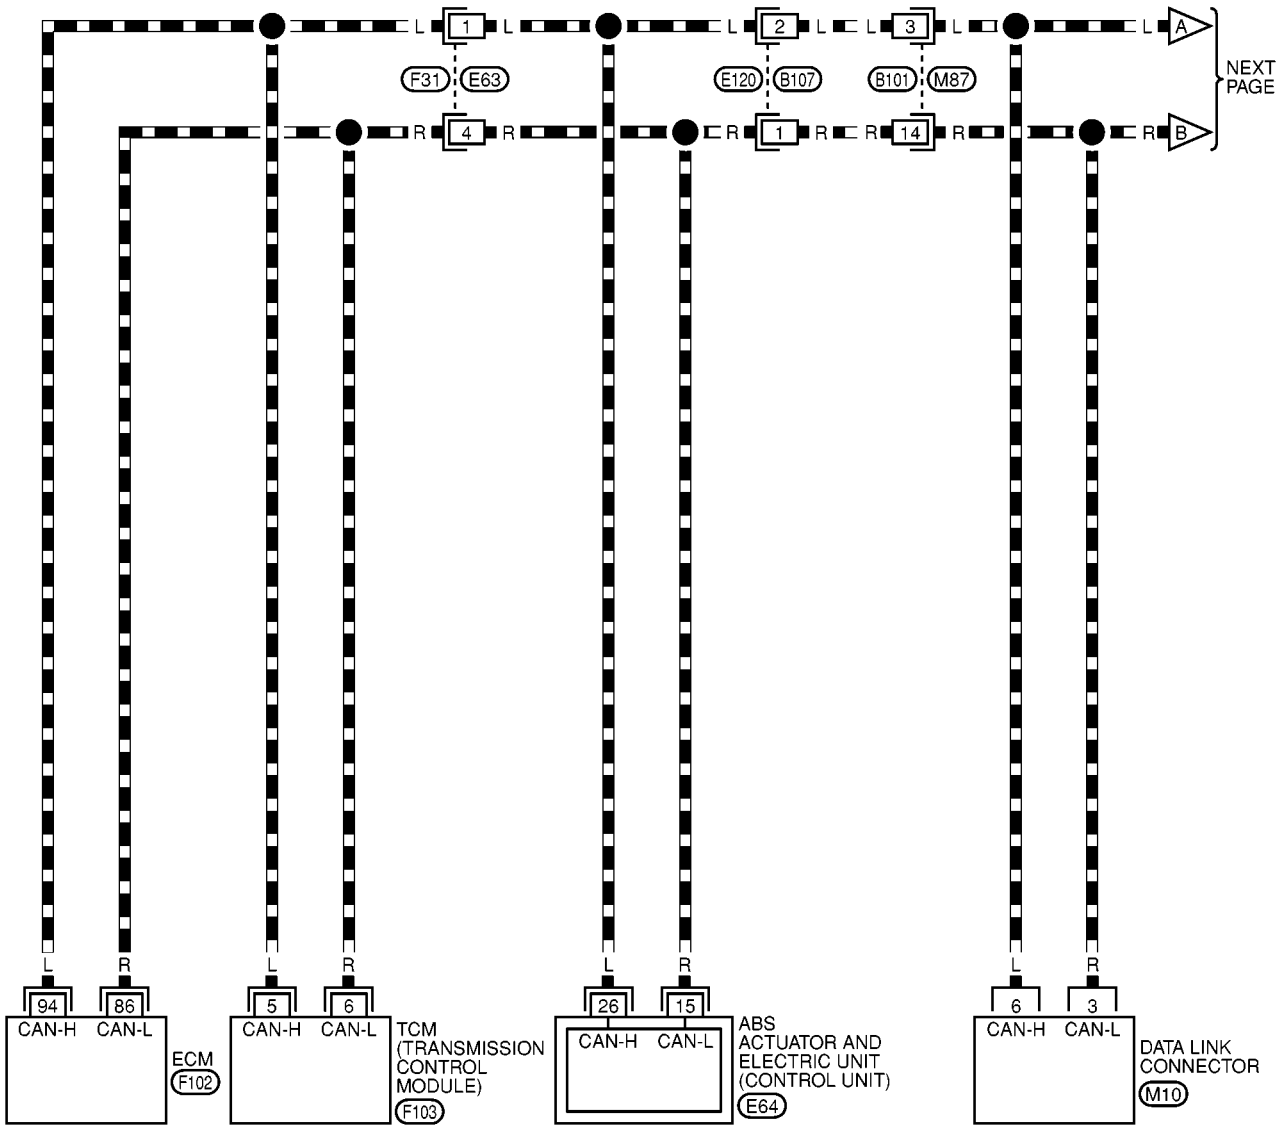 L 1 L L 2 L L 3 L L A
F31 E63 E120 B107 B101 M87
NEXT
PAGE
R 4 R R 1 R R 14 R R B
L R L R L R L R
94 86 5 6 26 15 6 3
CAN-H CAN-L
ECM
F102
CAN-H CAN-L
TCM
(TRANSMISSION
CONTROL
MODULE)
F103
CAN-H CAN-L
ABS
ACTUATOR AND
ELECTRIC UNIT
(CONTROL UNIT)
E64
CAN-H CAN-L
DATA LINK
CONNECTOR
M10